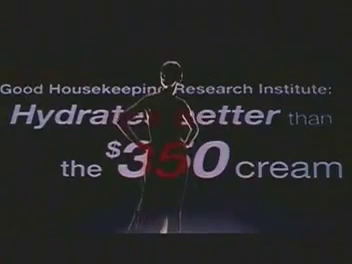 Good Housekeeping Research Institute:
Hydrates better than
the $350 cream